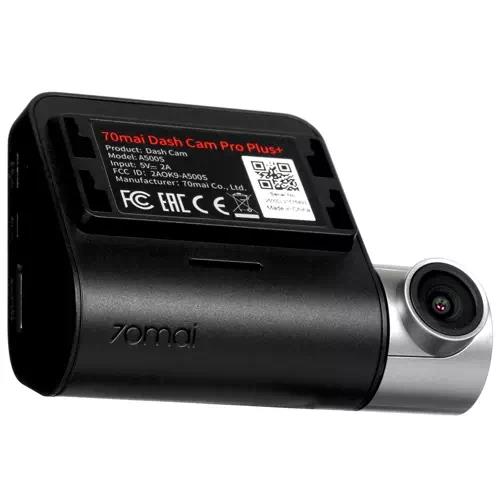 70mai Dash Cam Pro Plus+
Product: Dash Cam
Model: A500S
Input: 5V⎓2A
FCC ID: 2AOK9-A500S
Manufacturer: 70mai Co., Ltd.
FC EAC CE
Serial No.
Made in China
70mai